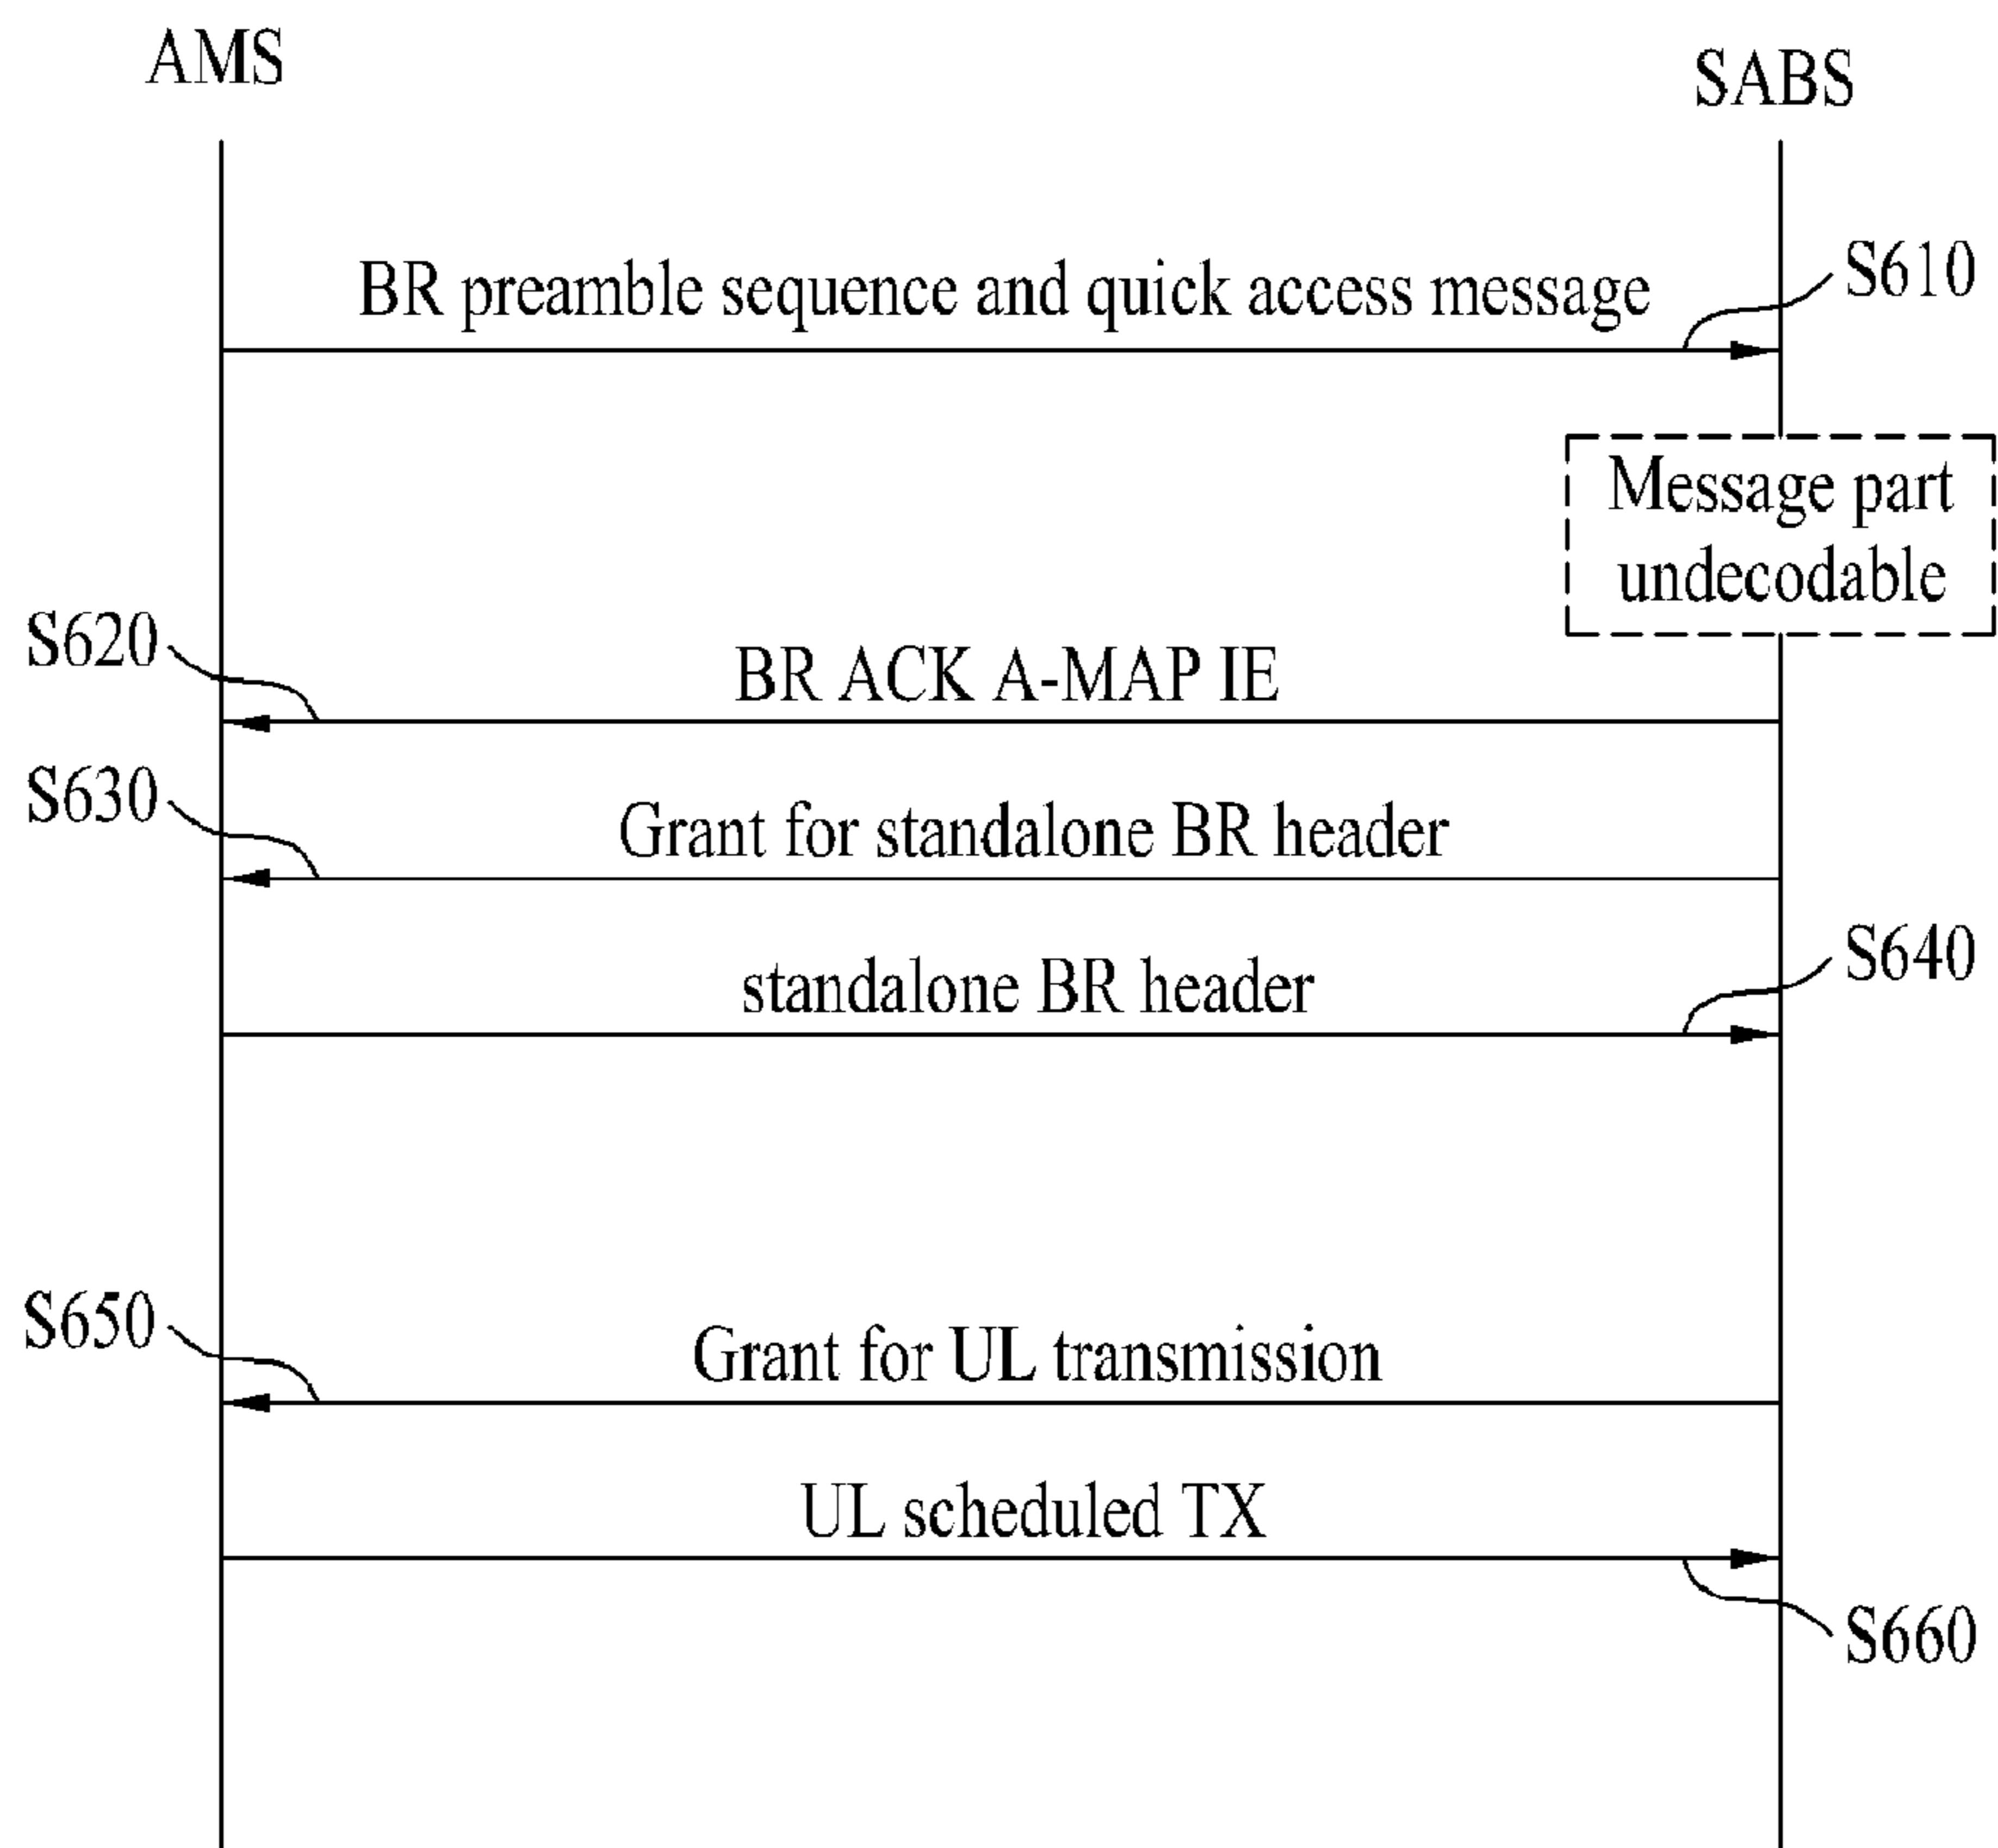 AMS
SABS
BR preamble sequence and quick access message
S610
Message part
undecodable
S620
BR ACK A-MAP IE
S630
Grant for standalone BR header
standalone BR header
S640
S650
Grant for UL transmission
UL scheduled TX
S660